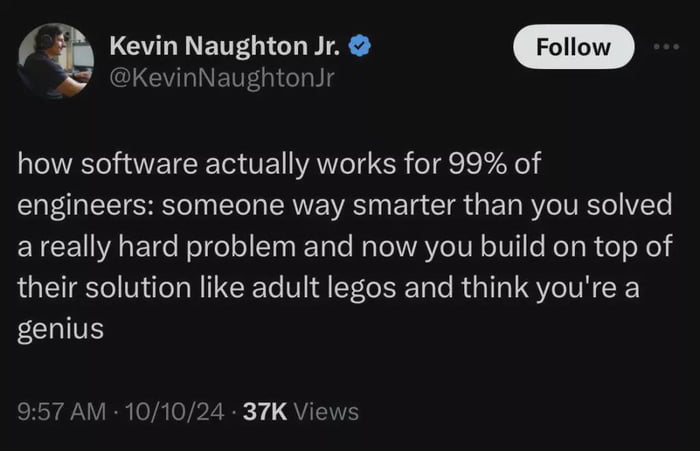 Kevin Naughton Jr.
Follow
@KevinNaughtonJr
how software actually works for 99% of
engineers: someone way smarter than you solved
a really hard problem and now you build on top of
their solution like adult legos and think you're a
genius
9:57 AM · 10/10/24 · 37K Views